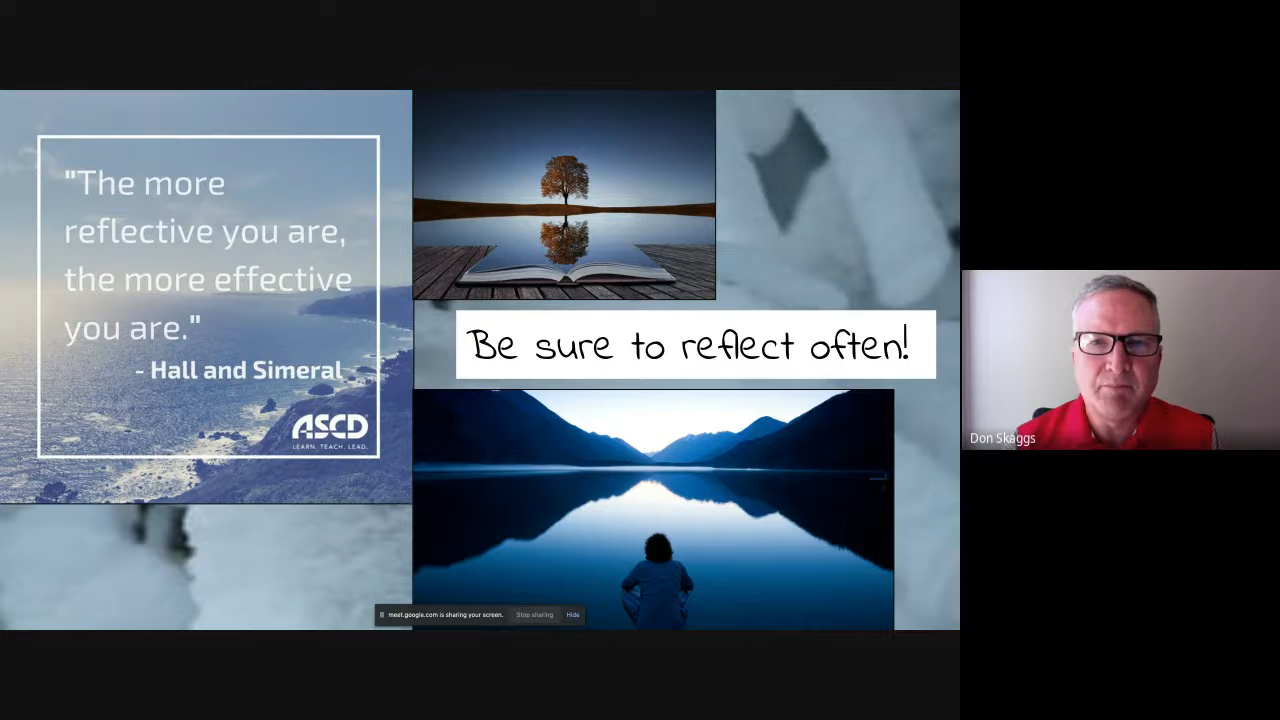 "The more
reflective you are,
the more effective
you are."
- Hall and Simeral
ASCD
LEARN. TEACH. LEAD.
Be sure to reflect often!
meet.google.com is sharing your screen. Stop sharing Hide
Don Skaggs